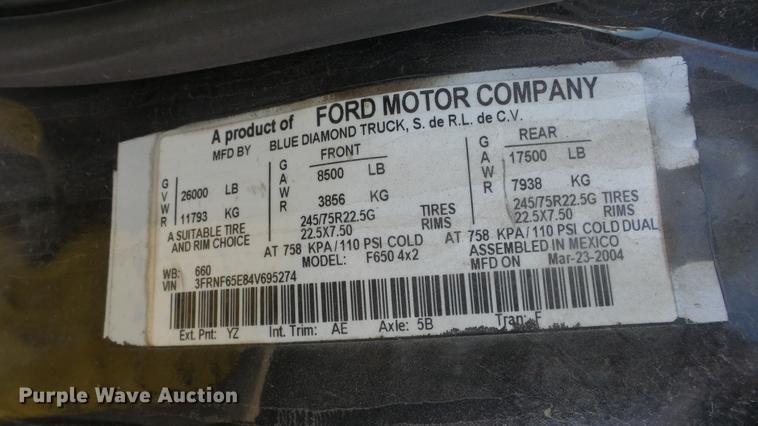 A product of FORD MOTOR COMPANY
MFD BY BLUE DIAMOND TRUCK, S. de R.L. de C.V.
GVWR 26000 LB 11793 KG
FRONT GAWR 8500 LB 3856 KG
REAR GAWR 17500 LB 7938 KG
A SUITABLE TIRE AND RIM CHOICE
245/75R22.5G TIRES 245/75R22.5G TIRES
22.5X7.50 RIMS 22.5X7.50 RIMS
AT 758 KPA/110 PSI COLD AT 758 KPA/110 PSI COLD DUAL
MODEL: F650 4x2 ASSEMBLED IN MEXICO
WB: 660 MFD ON Mar-23-2004
VIN 3FRNF65E84V695274
Ext. Pnt: YZ Int. Trim: AE Axle: 5B Tran: F
Purple Wave Auction